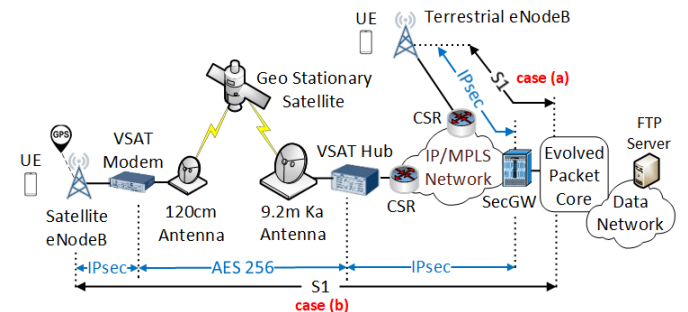 UE
Terrestrial eNodeB
Geo Stationary
Satellite
IPsec
S1
case (a)
GPS
UE
VSAT
Modem
CSR
VSAT Hub
IP/MPLS
Network
Evolved
Packet
Core
FTP
Server
Satellite
eNodeB
120cm
Antenna
9.2m Ka
Antenna
CSR
SecGW
Data
Network
IPsec
AES 256
IPsec
S1
case (b)